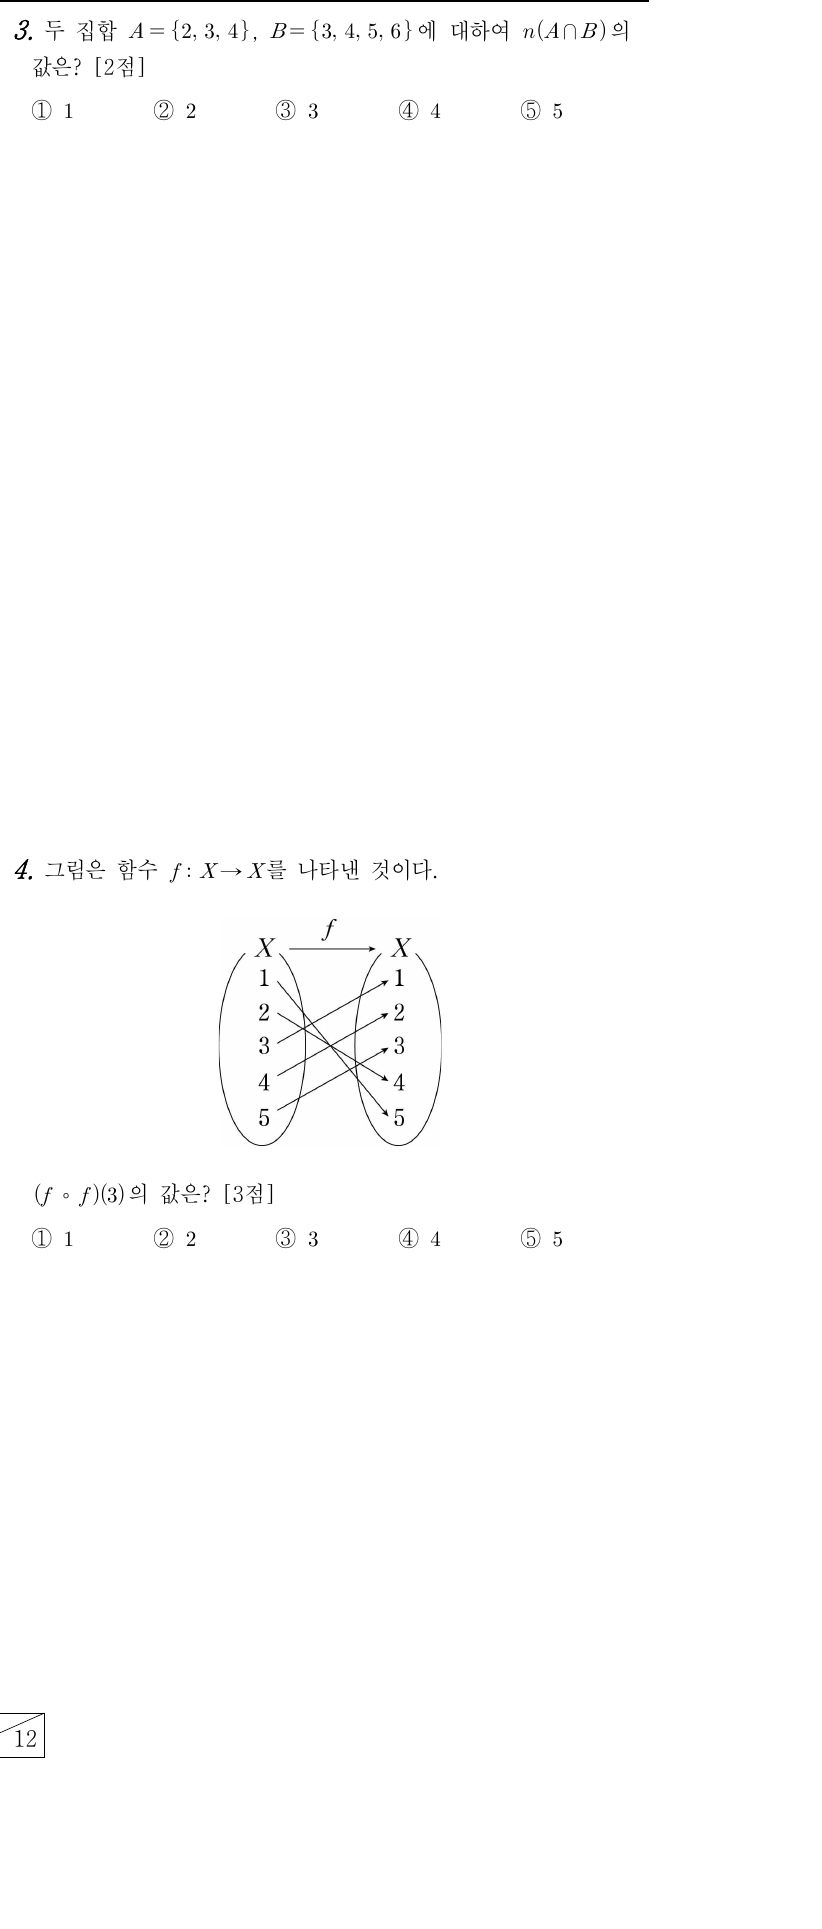 3. 두 집합 A = {2, 3, 4}, B = {3, 4, 5, 6}에 대하여 n(A∩B)의
값은? [2점]
① 1 ② 2 ③ 3 ④ 4 ⑤ 5
4. 그림은 함수 f : X → X를 나타낸 것이다.
f
X X
1 1
2 2
3 3
4 4
5 5
(f ∘ f)(3)의 값은? [3점]
① 1 ② 2 ③ 3 ④ 4 ⑤ 5
12